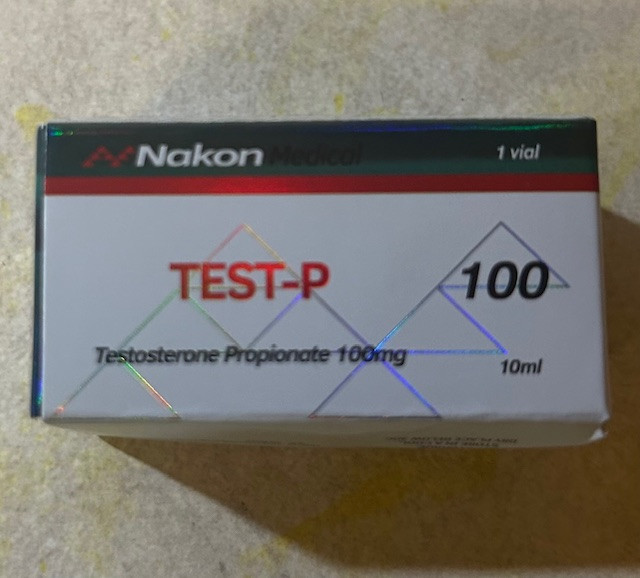 Nakon Medical
1 vial
TEST-P
100
Testosterone Propionate 100mg
10ml